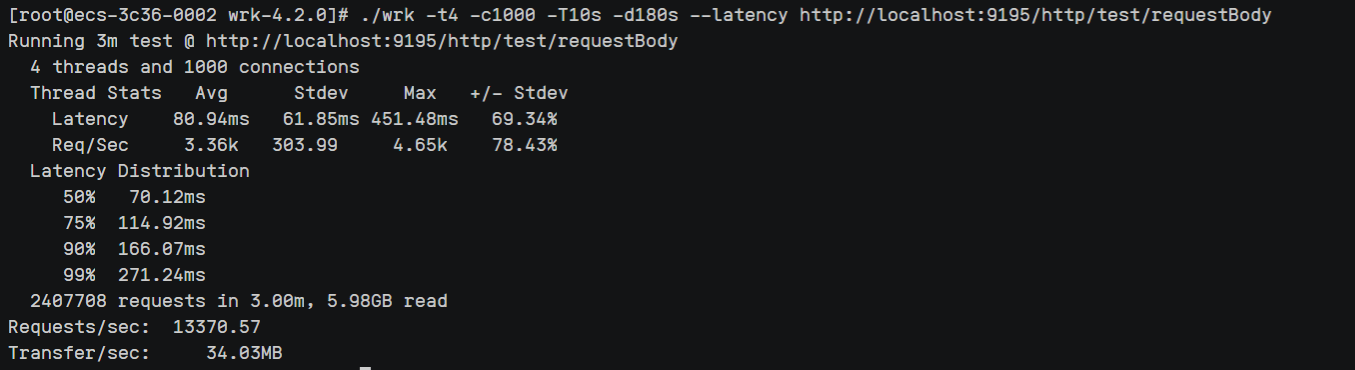 [root@ecs-3c36-0002 wrk-4.2.0]# ./wrk -t4 -c1000 -T10s -d180s --latency http://localhost:9195/http/test/requestBody
Running 3m test @ http://localhost:9195/http/test/requestBody
  4 threads and 1000 connections
  Thread Stats   Avg      Stdev     Max   +/- Stdev
    Latency    80.94ms   61.85ms 451.48ms   69.34%
    Req/Sec     3.36k   303.99     4.65k    78.43%
  Latency Distribution
     50%   70.12ms
     75%  114.92ms
     90%  166.07ms
     99%  271.24ms
  2407708 requests in 3.00m, 5.98GB read
Requests/sec:  13370.57
Transfer/sec:     34.03MB